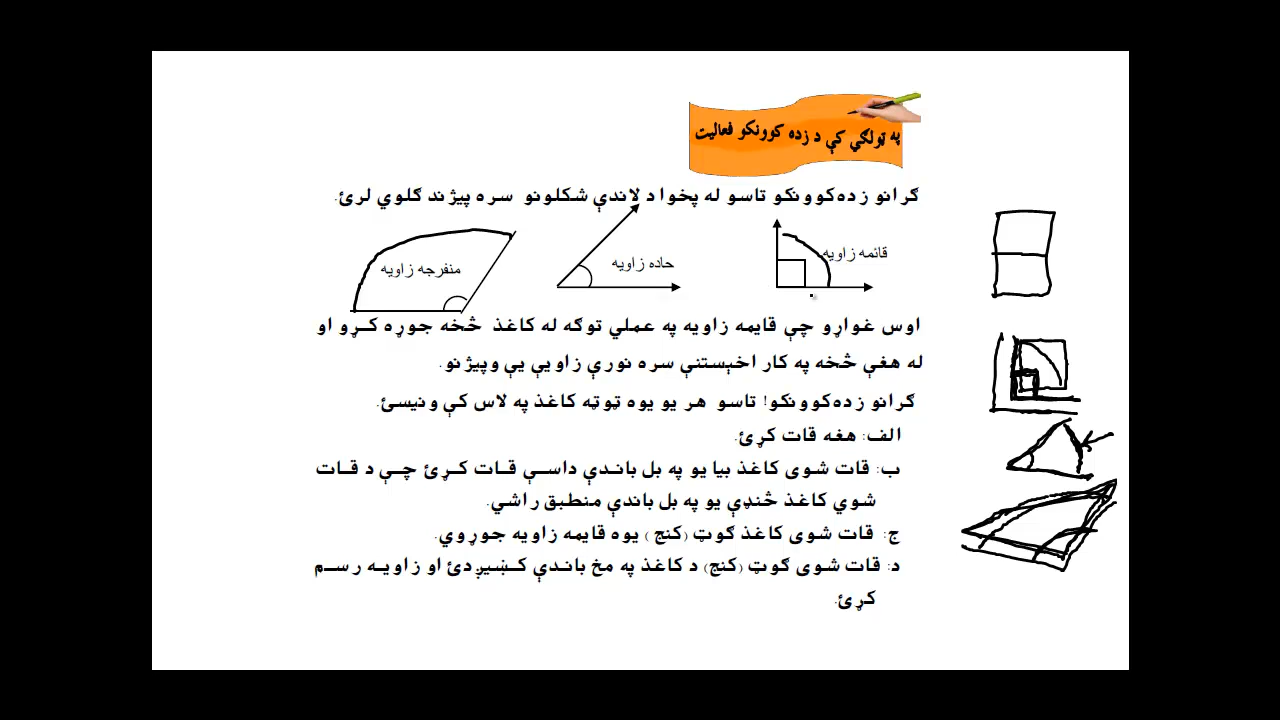 په ټولګي کې د زده کوونکو فعالیت
ګرانو زده‌کوونکو تاسو له پخوا د لاندې شکلونو سره پیژند ګلوي لرئ.
قائمه زاویه
حاده زاویه
منفرجه زاویه
اوس غواړو چې قایمه زاویه په عملي توګه له کاغذ څخه جوړه کړو او
له هغې څخه په کار اخېستنې سره نورې زاویې یې وپیژنو.
ګرانو زده‌کوونکو! تاسو هر یو یوه ټوټه کاغذ په لاس کې ونیسئ.
الف: هغه قات کړئ.
ب: قات شوی کاغذ بیا یو په بل باندې داسې قات کړئ چې د قات
شوي کاغذ څنډې یو په بل باندې منطبق راشي.
ج: قات شوی کاغذ ګوټ (کنج) یوه قایمه زاویه جوړوي.
د: قات شوی ګوټ (کنج) د کاغذ په مخ باندې کښیږدئ او زاویه رسم
کړئ.